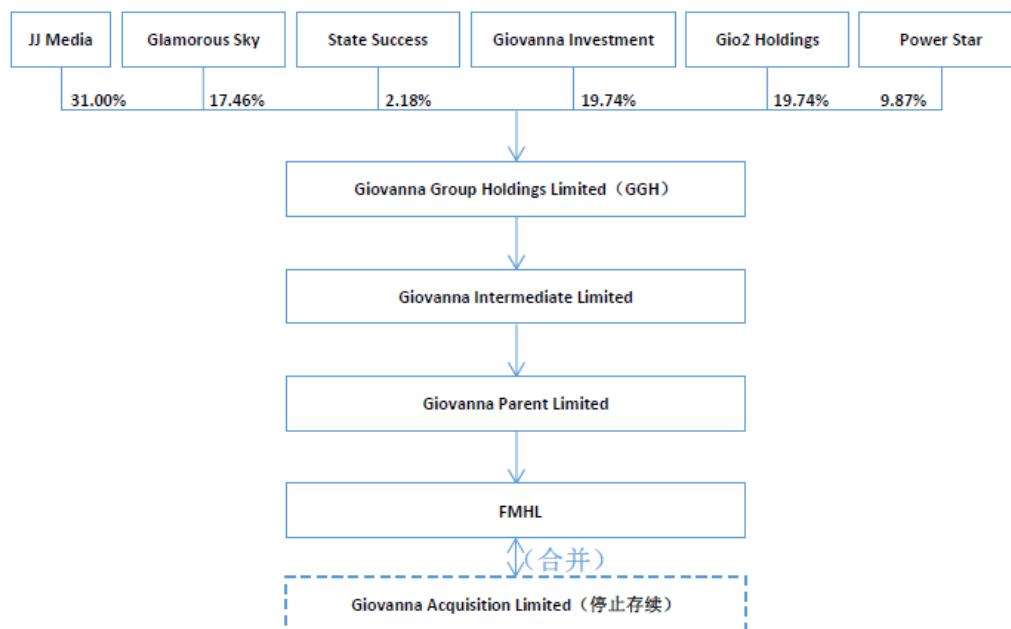 JJ Media
Glamorous Sky
State Success
Giovanna Investment
Gio2 Holdings
Power Star
31.00%
17.46%
2.18%
19.74%
19.74%
9.87%
Giovanna Group Holdings Limited（GGH）
Giovanna Intermediate Limited
Giovanna Parent Limited
FMHL
（合并）
Giovanna Acquisition Limited（停止存续）